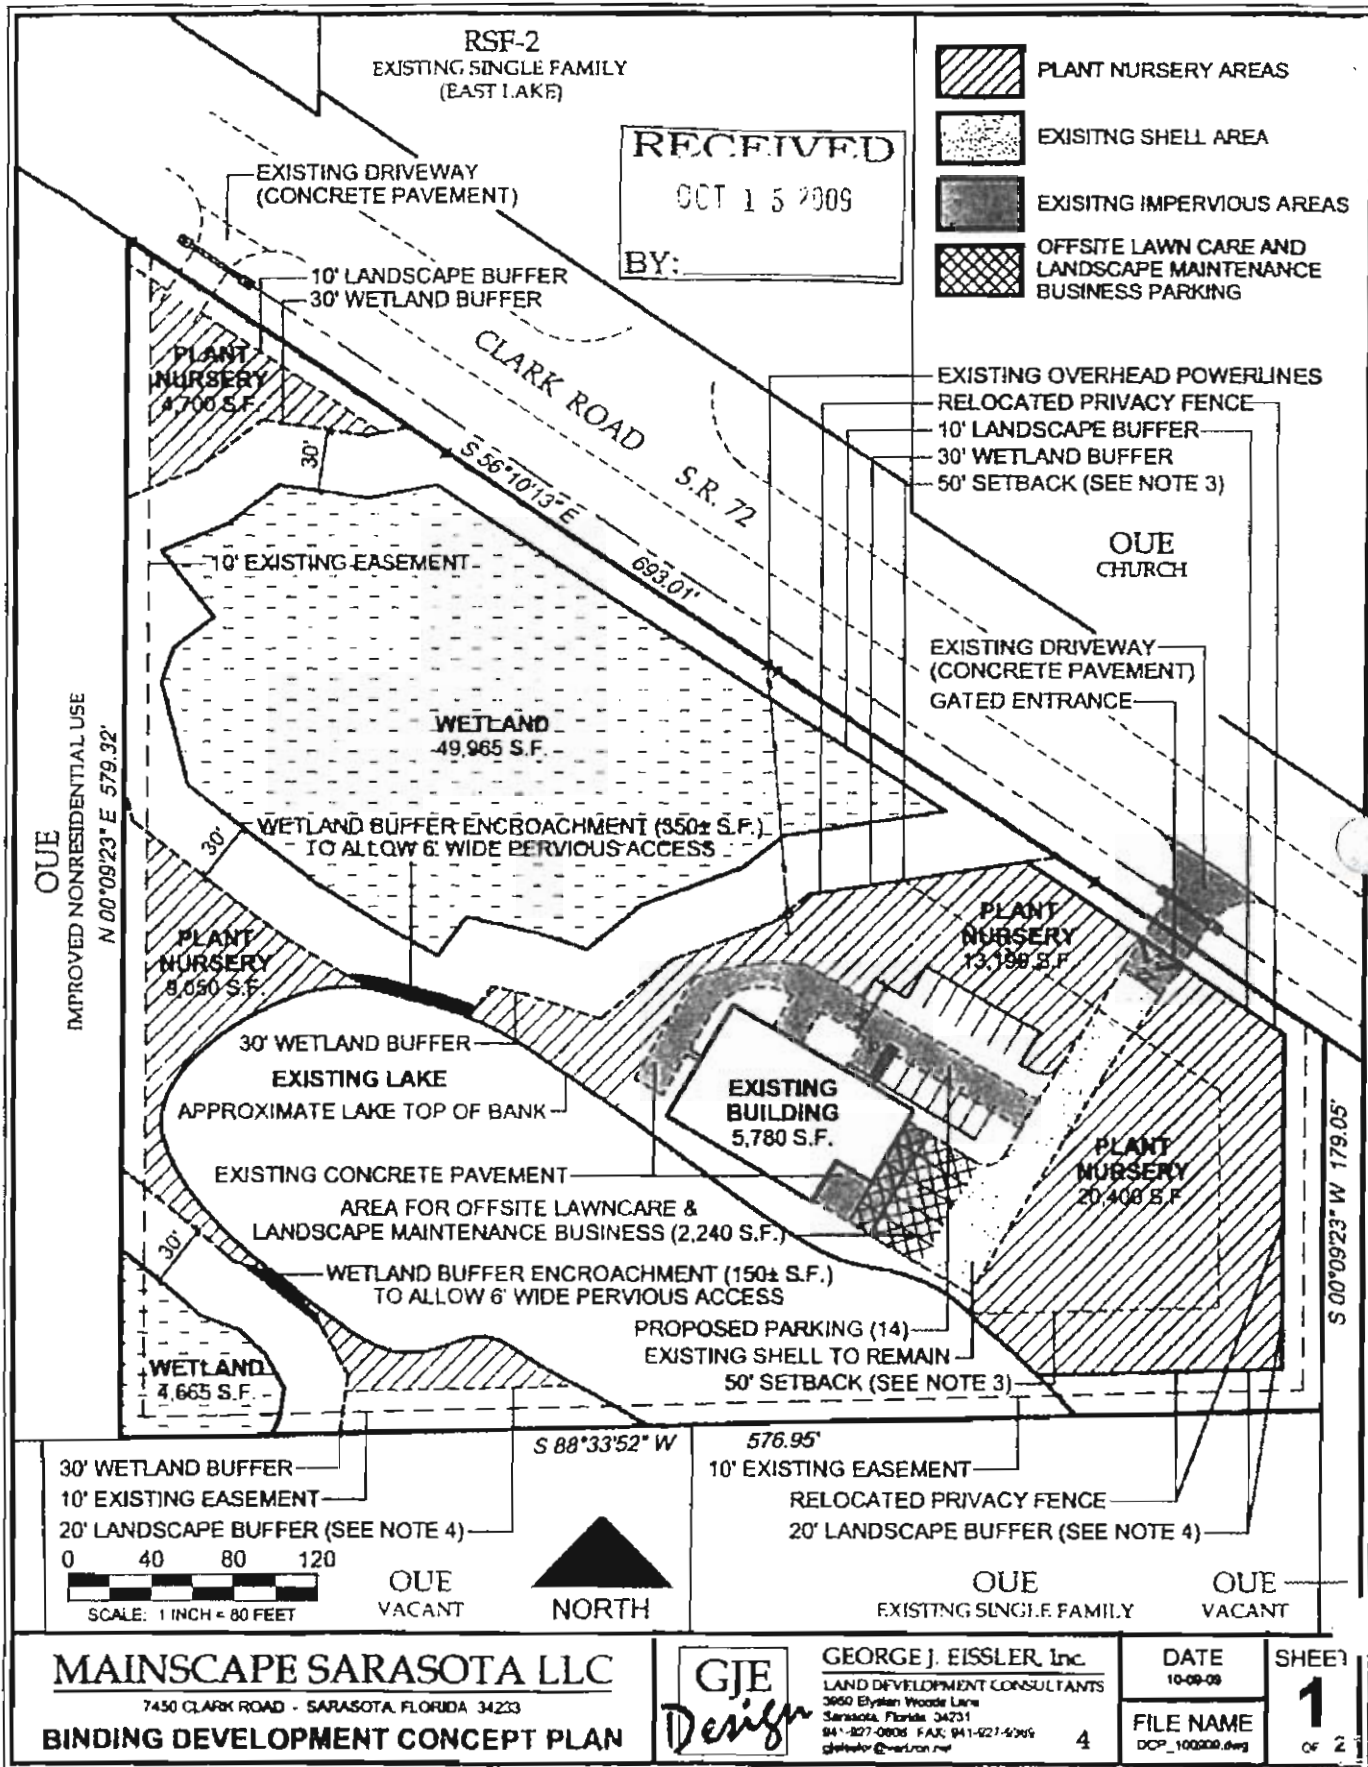 RSF-2
EXISTING SINGLE FAMILY
(EAST LAKE)
PLANT NURSERY AREAS
EXISITNG SHELL AREA
EXISITNG IMPERVIOUS AREAS
OFFSITE LAWN CARE AND
LANDSCAPE MAINTENANCE
BUSINESS PARKING
RECEIVED
OCT 15 2009
BY:
EXISTING DRIVEWAY
(CONCRETE PAVEMENT)
10' LANDSCAPE BUFFER
30' WETLAND BUFFER
PLANT
NURSERY
4,700 S.F.
30'
CLARK ROAD S.R. 72
S 56°10'13" E
693.01'
EXISTING OVERHEAD POWERLINES
RELOCATED PRIVACY FENCE
10' LANDSCAPE BUFFER
30' WETLAND BUFFER
50' SETBACK (SEE NOTE 3)
OUE
CHURCH
10' EXISTING EASEMENT
EXISTING DRIVEWAY
(CONCRETE PAVEMENT)
GATED ENTRANCE
WETLAND
49,965 S.F.
OUE
IMPROVED NONRESIDENTIAL USE
N 00°09'23" E 579.32'
30'
WETLAND BUFFER ENCROACHMENT (350± S.F.)
TO ALLOW 6' WIDE PERVIOUS ACCESS
PLANT
NURSERY
13,199 S.F.
PLANT
NURSERY
8,050 S.F.
30' WETLAND BUFFER
EXISTING LAKE
APPROXIMATE LAKE TOP OF BANK
EXISTING
BUILDING
5,780 S.F.
PLANT
NURSERY
20,400 S.F.
S 00°09'23" W 179.05'
EXISTING CONCRETE PAVEMENT
AREA FOR OFFSITE LAWNCARE &
LANDSCAPE MAINTENANCE BUSINESS (2,240 S.F.)
30'
WETLAND BUFFER ENCROACHMENT (150± S.F.)
TO ALLOW 6' WIDE PERVIOUS ACCESS
PROPOSED PARKING (14)
EXISTING SHELL TO REMAIN
50' SETBACK (SEE NOTE 3)
WETLAND
4,665 S.F.
S 88°33'52" W 576.95'
30' WETLAND BUFFER
10' EXISTING EASEMENT
20' LANDSCAPE BUFFER (SEE NOTE 4)
10' EXISTING EASEMENT
RELOCATED PRIVACY FENCE
20' LANDSCAPE BUFFER (SEE NOTE 4)
0 40 80 120
SCALE: 1 INCH = 80 FEET
OUE
VACANT
NORTH
OUE
EXISTING SINGLE FAMILY
OUE
VACANT
MAINSCAPE SARASOTA LLC
7450 CLARK ROAD - SARASOTA, FLORIDA 34233
BINDING DEVELOPMENT CONCEPT PLAN
GJE
Design
GEORGE J. EISSLER, Inc.
LAND DEVELOPMENT CONSULTANTS
3950 Elysian Woods Lane
Sarasota, Florida 34231
4
DATE
10-09-09
FILE NAME
DCP_100909.dwg
SHEET
1
OF 2